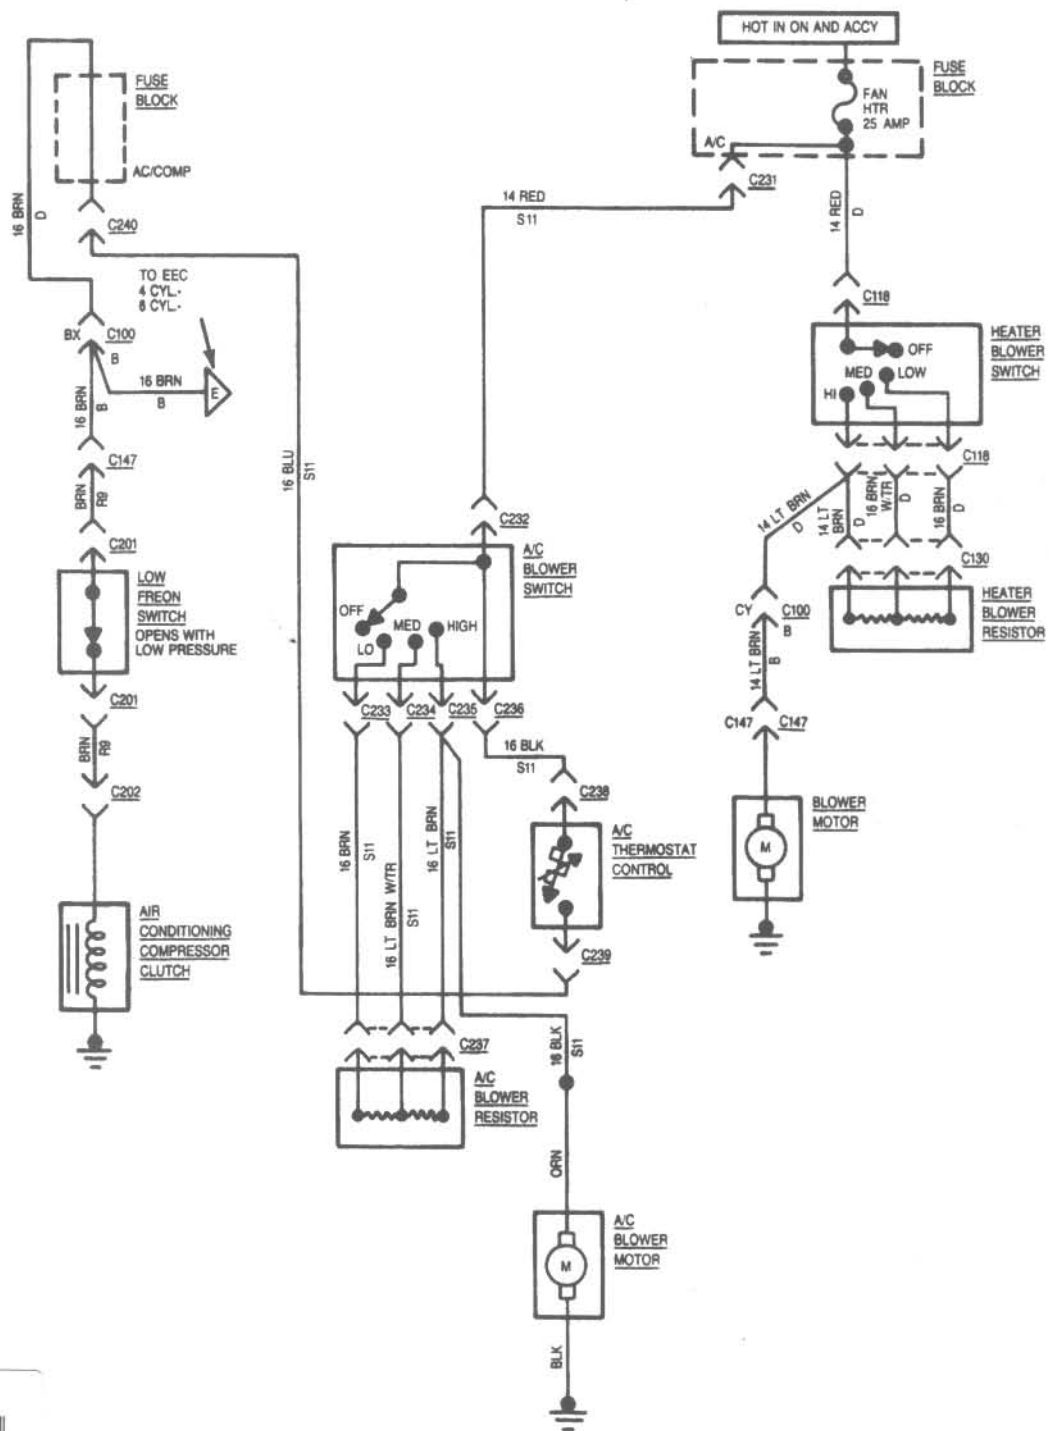 HOT IN ON AND ACCY
FUSE
BLOCK
FAN
HTR
25 AMP
A/C
C231
14 RED
S11
14 RED
D
FUSE
BLOCK
AC/COMP
16 BRN
D
C240
TO EEC
4 CYL.-
6 CYL.-
BX
C100
B
16 BRN
B
E
16 BRN
B
C147
BRN
R9
C201
LOW
FREON
SWITCH
OPENS WITH
LOW PRESSURE
C201
BRN
R9
C202
AIR
CONDITIONING
COMPRESSOR
CLUTCH
16 BLU
S11
C232
A/C
BLOWER
SWITCH
OFF
LO
MED
HIGH
C233
C234
C235
C236
16 BLK
S11
C238
A/C
THERMOSTAT
CONTROL
C239
16 BRN
S11
16 LT BRN W/TR
S11
16 LT BRN
S11
C237
A/C
BLOWER
RESISTOR
16 BLK
S11
ORN
A/C
BLOWER
MOTOR
M
BLK
C118
HEATER
BLOWER
SWITCH
OFF
MED
LOW
HI
C118
14 LT BRN
D
14 LT
BRN
D
16 BRN
W/TR
D
16 BRN
D
C130
HEATER
BLOWER
RESISTOR
CY
C100
B
14 LT BRN
B
C147
C147
BLOWER
MOTOR
M